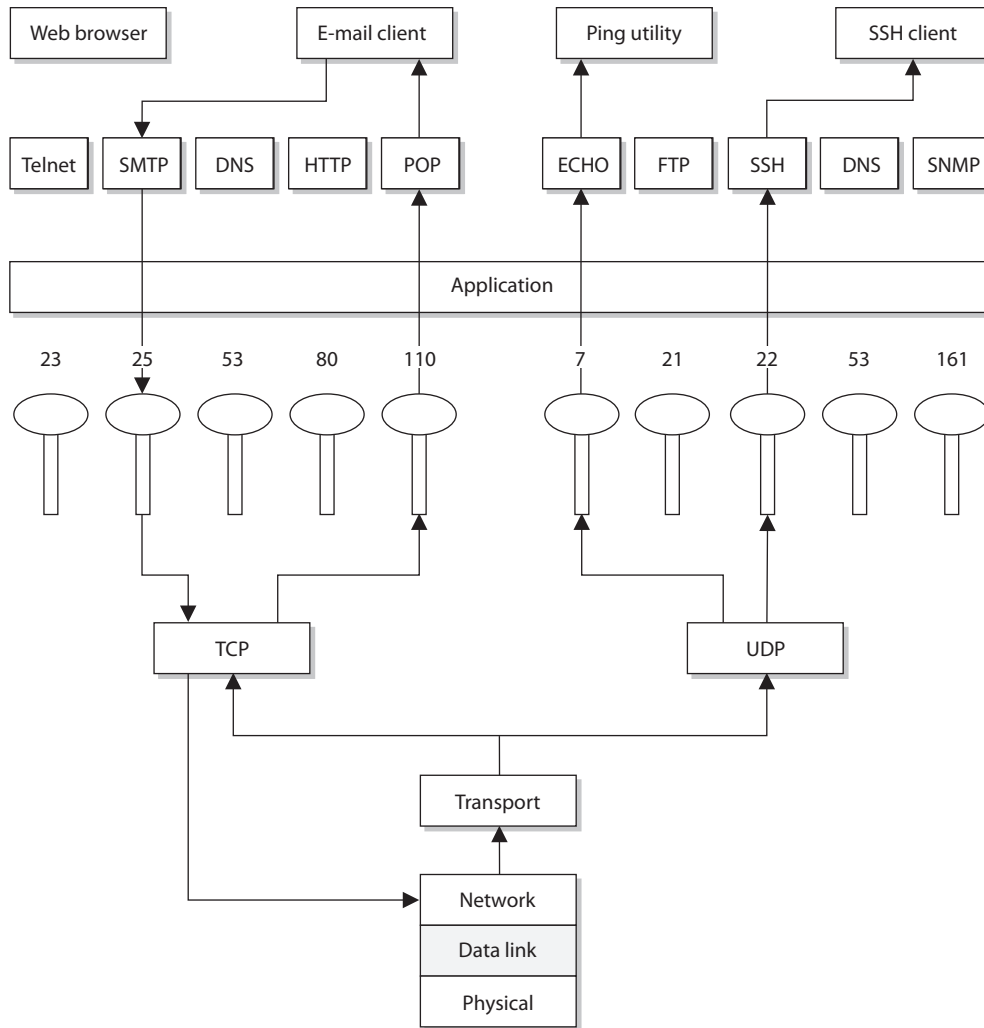 Web browser
E-mail client
Ping utility
SSH client
Telnet
SMTP
DNS
HTTP
POP
ECHO
FTP
SSH
DNS
SNMP
Application
23
25
53
80
110
7
21
22
53
161
TCP
UDP
Transport
Network
Data link
Physical